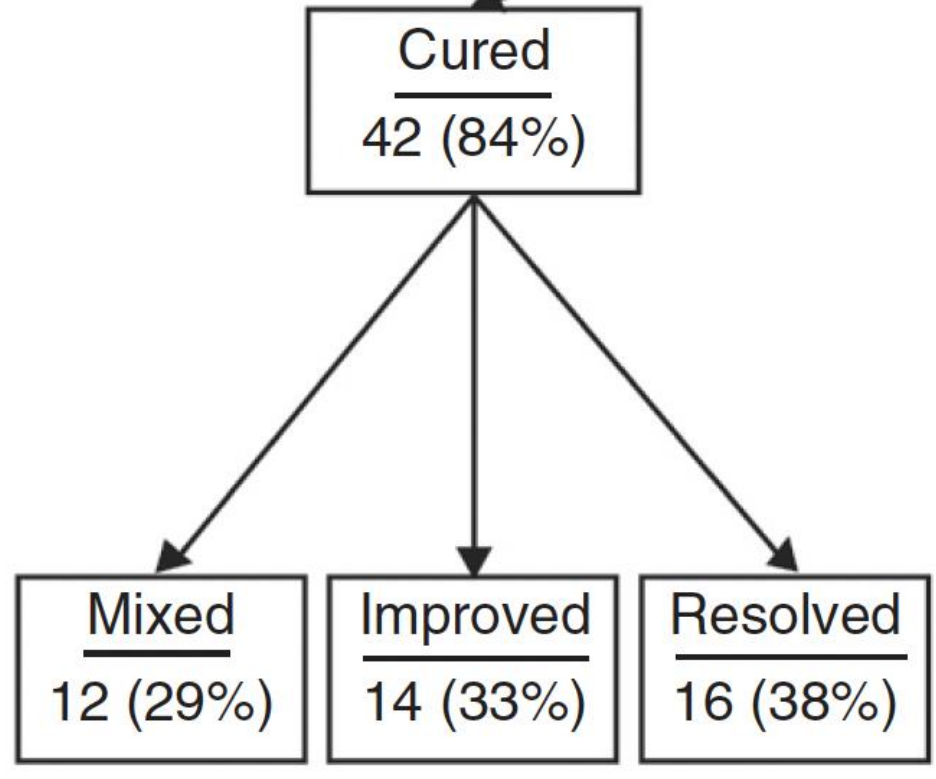 Cured
42 (84%)
Mixed
12 (29%)
Improved
14 (33%)
Resolved
16 (38%)